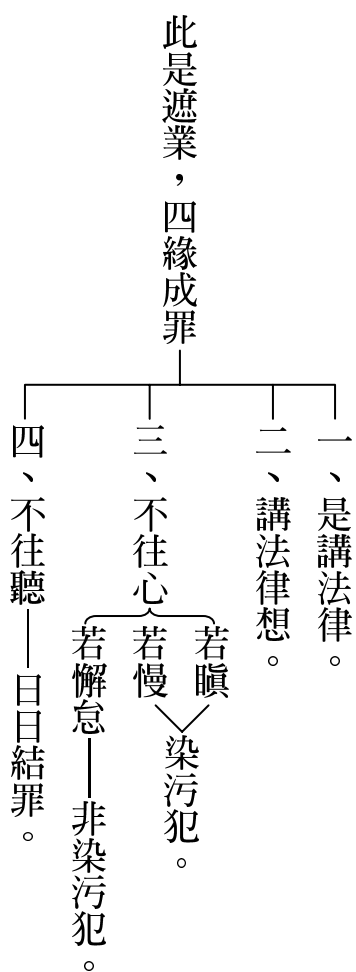 此是遮業，四緣成罪
一、是講法律。
二、講法律想。
三、不往心
若瞋
若慢
染污犯。
若懈怠
非染污犯。
四、不往聽
日日結罪。